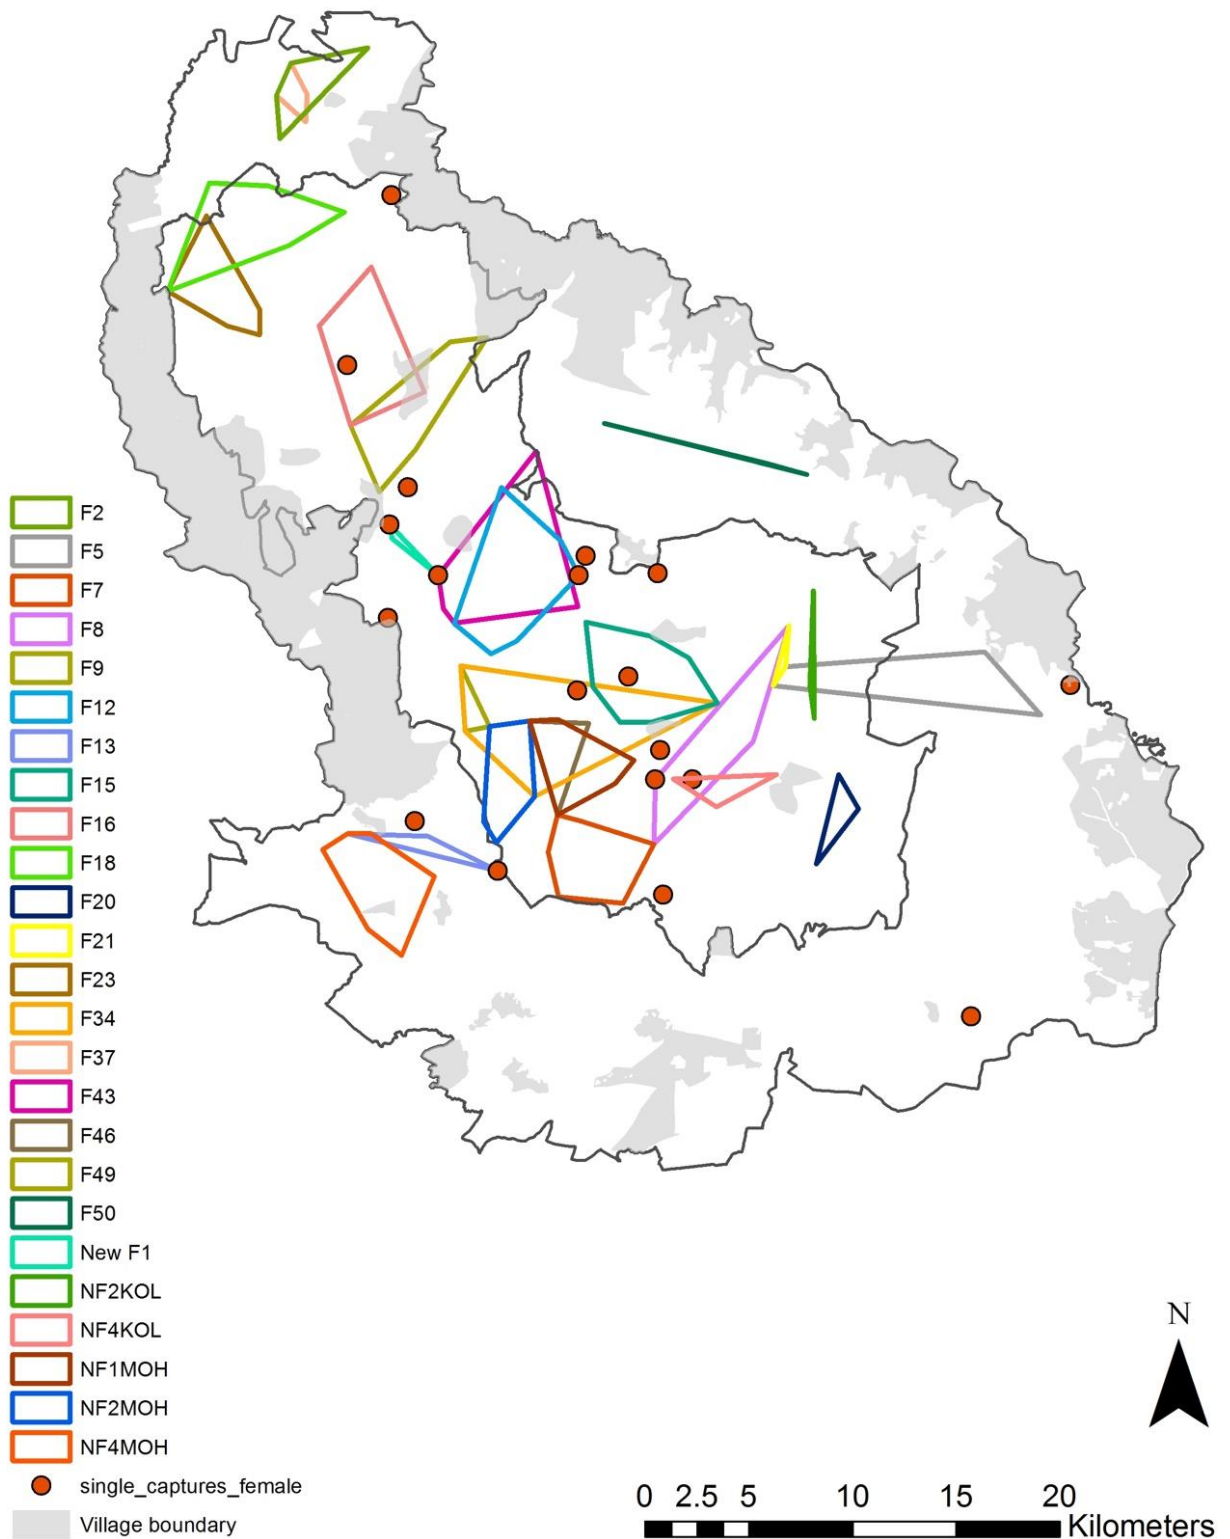 F2
F5
F7
F8
F9
F12
F13
F15
F16
F18
F20
F21
F23
F34
F37
F43
F46
F49
F50
New F1
NF2KOL
NF4KOL
NF1MOH
NF2MOH
NF4MOH
single_captures_female
Village boundary
N
0 2.5 5 10 15 20
Kilometers